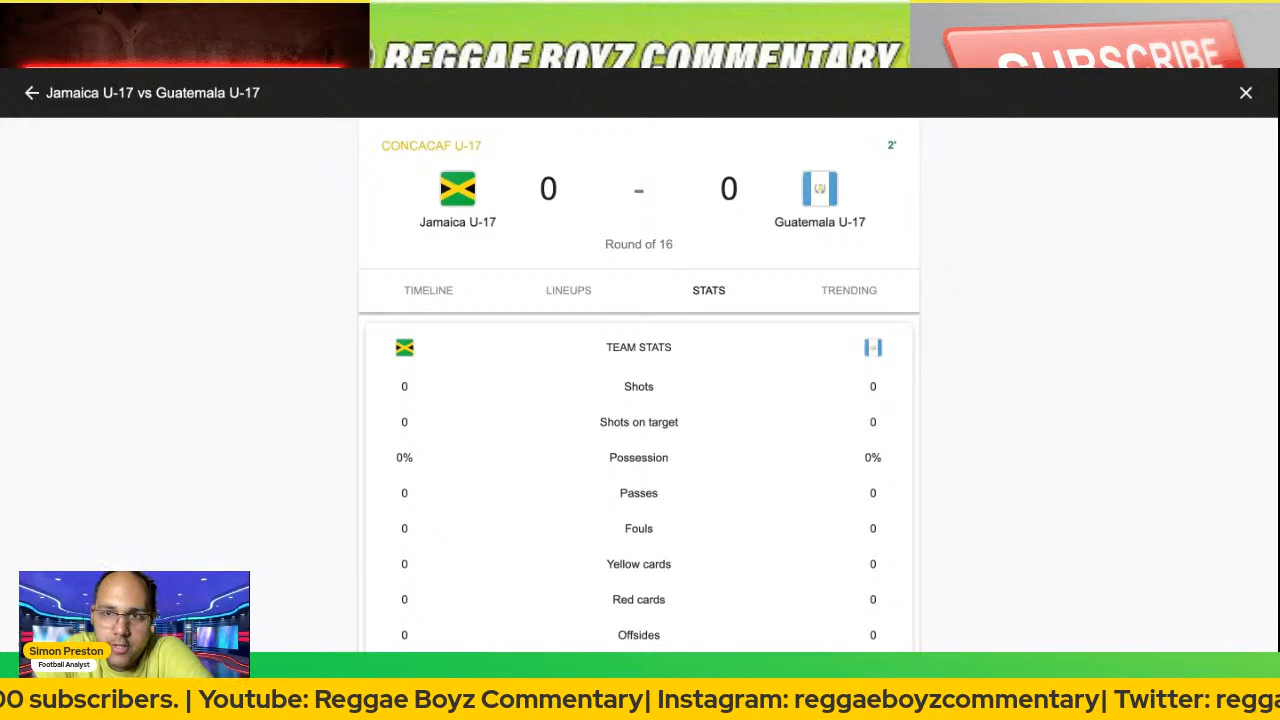 REGGAE BOYZ COMMENTARY
SUBSCRIBE
Jamaica U-17 vs Guatemala U-17
CONCACAF U-17
2'
0 - 0
Jamaica U-17
Guatemala U-17
Round of 16
TIMELINE LINEUPS STATS TRENDING
TEAM STATS
0 Shots 0
0 Shots on target 0
0% Possession 0%
0 Passes 0
0 Fouls 0
0 Yellow cards 0
0 Red cards 0
0 Offsides 0
Simon Preston
Football Analyst
00 subscribers. | Youtube: Reggae Boyz Commentary| Instagram: reggaeboyzcommentary| Twitter: regga